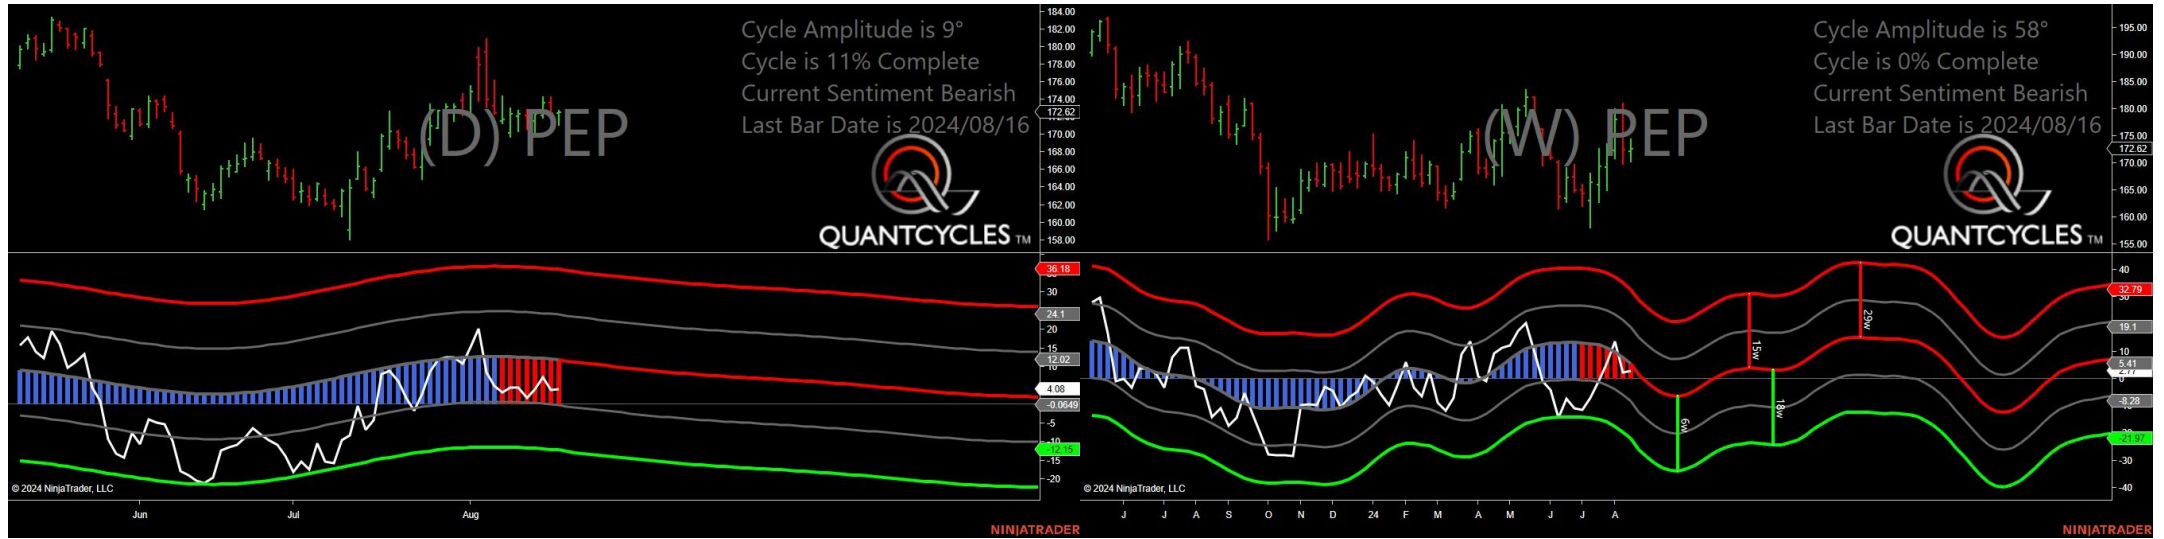 Cycle Amplitude is 9°
Cycle is 11% Complete
Current Sentiment Bearish
Last Bar Date is 2024/08/16
(D) PEP
QUANTCYCLES TM
184.00
182.00
180.00
178.00
176.00
174.00
172.62
170.00
168.00
166.00
164.00
162.00
160.00
158.00
36.18
30
24.1
20
15
12.02
4.08
-0.0649
-5
-10
-12.15
-15
-20
© 2024 NinjaTrader, LLC
Jun Jul Aug
NINJATRADER
Cycle Amplitude is 58°
Cycle is 0% Complete
Current Sentiment Bearish
Last Bar Date is 2024/08/16
(W) PEP
QUANTCYCLES TM
195.00
190.00
185.00
180.00
175.00
172.62
170.00
165.00
160.00
155.00
40
32.79
30
19.1
10
5.41
2.77
0
-8.28
-21.97
-30
-40
6w
15w
18w
29w
© 2024 NinjaTrader, LLC
J J A S O N D 24 F M A M J J A
NINJATRADER